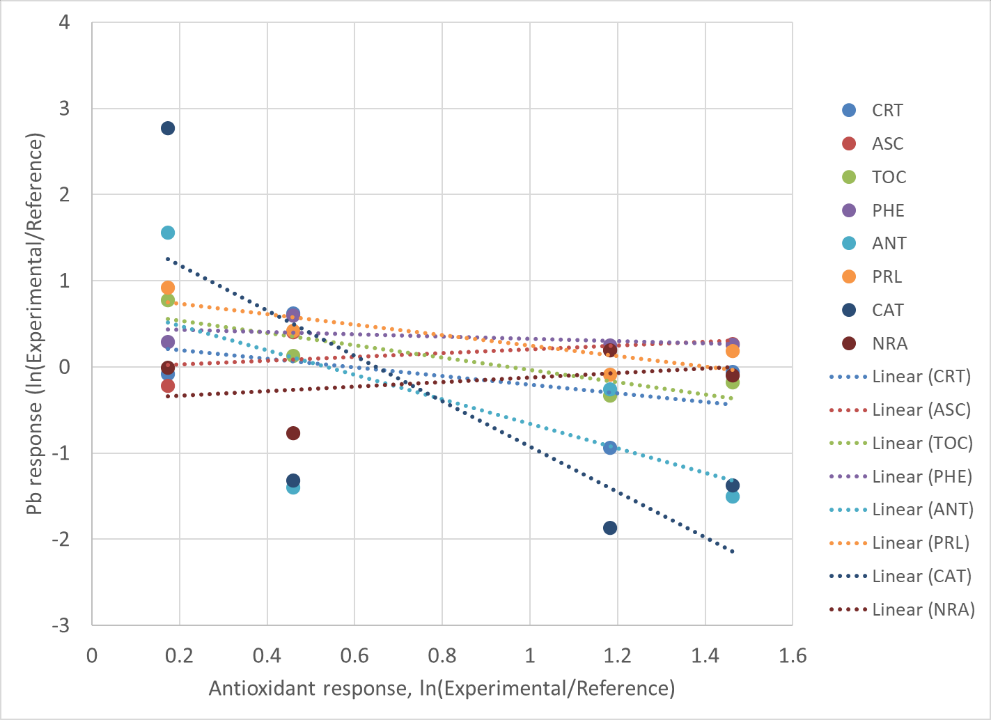 4
3
2
1
0
-1
-2
-3
0
0.2
0.4
0.6
0.8
1
1.2
1.4
1.6
Pb response (ln(Experimental/Reference)
Antioxidant response, ln(Experimental/Reference)
CRT
ASC
TOC
PHE
ANT
PRL
CAT
NRA
Linear (CRT)
Linear (ASC)
Linear (TOC)
Linear (PHE)
Linear (ANT)
Linear (PRL)
Linear (CAT)
Linear (NRA)